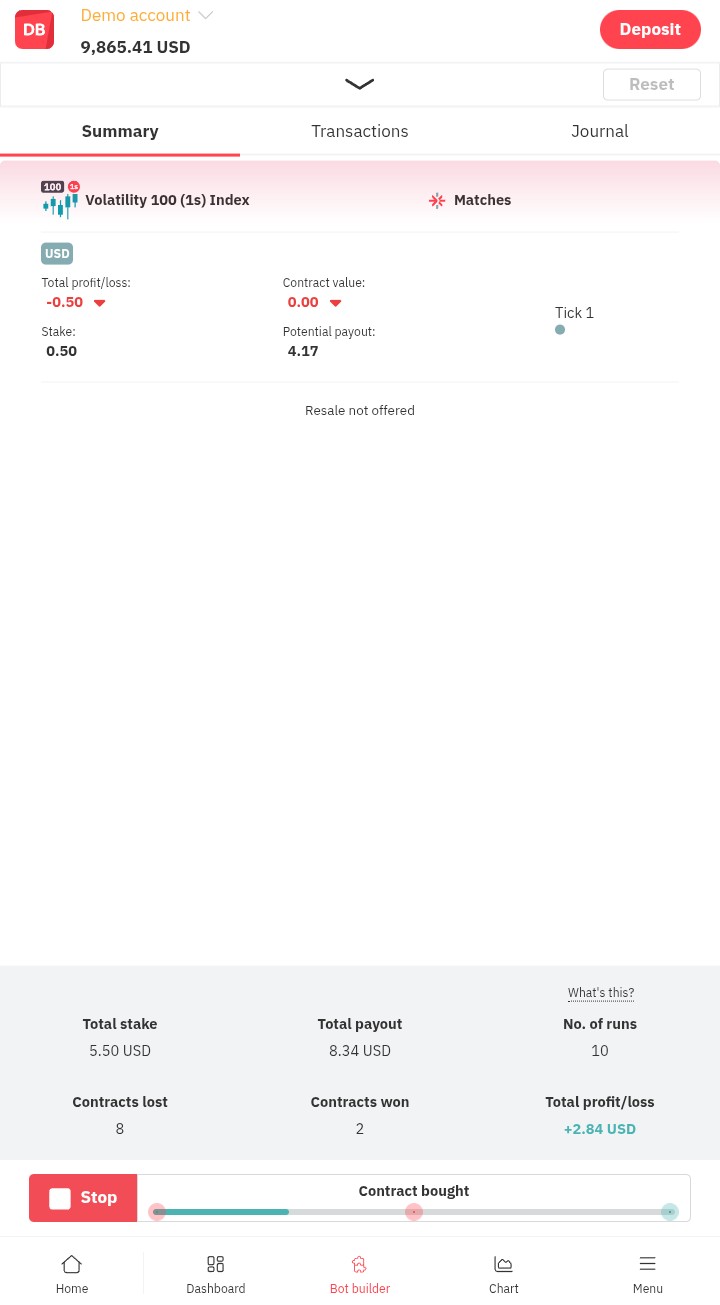 DB
Demo account
9,865.41 USD
Deposit
Reset
Summary
Transactions
Journal
100 1s
Volatility 100 (1s) Index
Matches
USD
Total profit/loss:
-0.50
Contract value:
0.00
Stake:
0.50
Potential payout:
4.17
Tick 1
Resale not offered
What's this?
Total stake
5.50 USD
Total payout
8.34 USD
No. of runs
10
Contracts lost
8
Contracts won
2
Total profit/loss
+2.84 USD
Stop
Contract bought
Home
Dashboard
Bot builder
Chart
Menu